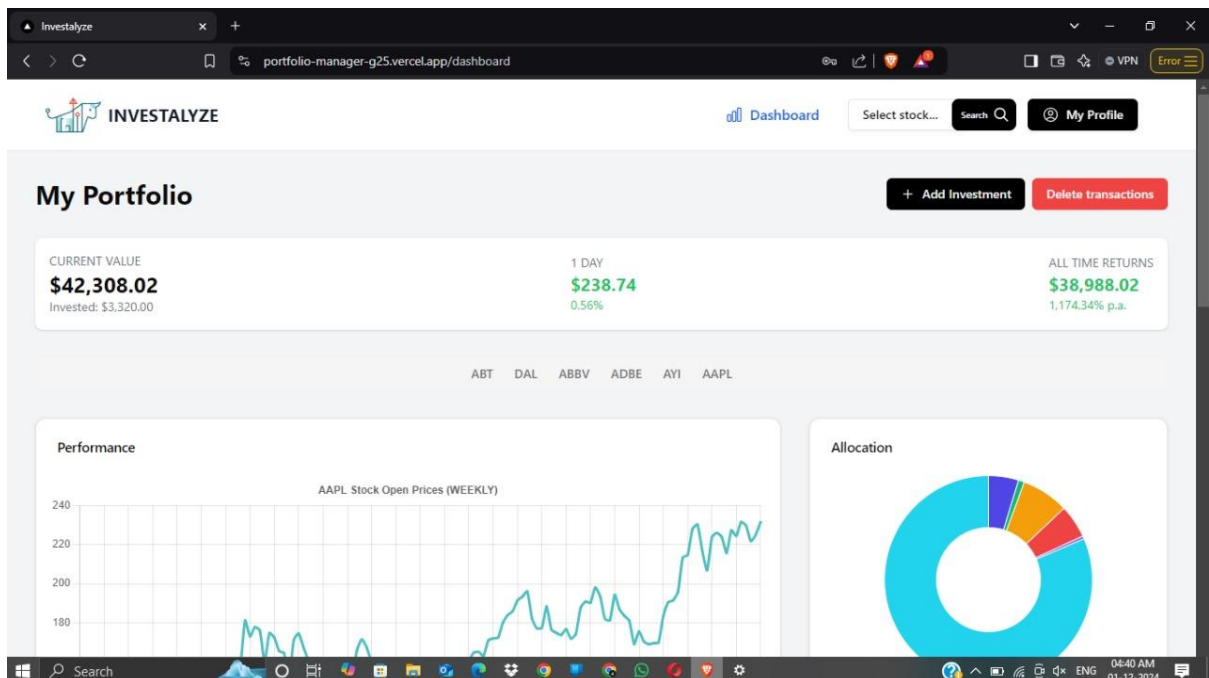 Investalyze
portfolio-manager-g25.vercel.app/dashboard
VPN
Error
INVESTALYZE
Dashboard
Select stock...
Search
My Profile
My Portfolio
+ Add Investment
Delete transactions
CURRENT VALUE
$42,308.02
Invested: $3,320.00
1 DAY
$238.74
0.56%
ALL TIME RETURNS
$38,988.02
1,174.34% p.a.
ABT DAL ABBV ADBE AYI AAPL
Performance
AAPL Stock Open Prices (WEEKLY)
240
220
200
180
Allocation
Search
ENG
04:40 AM
01-12-2024